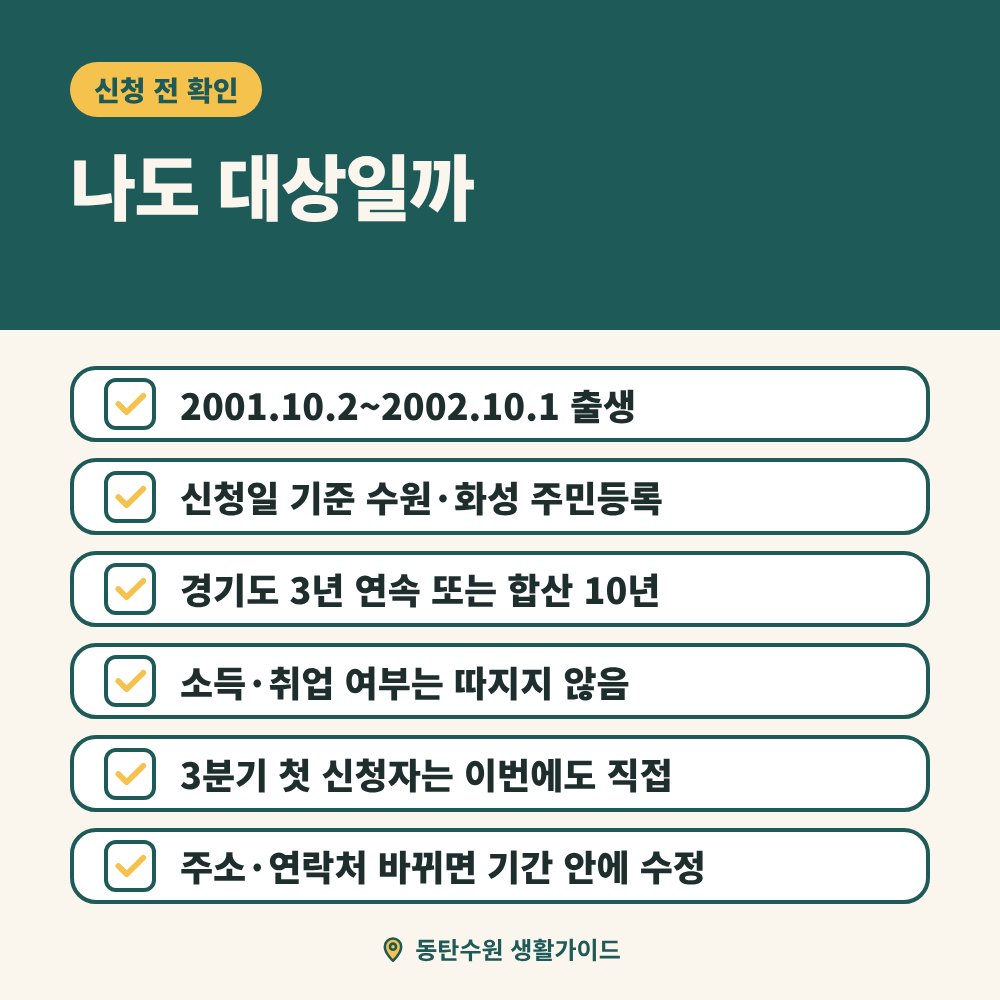 신청 전 확인
나도 대상일까
2001.10.2~2002.10.1 출생
신청일 기준 수원·화성 주민등록
경기도 3년 연속 또는 합산 10년
소득·취업 여부는 따지지 않음
3분기 첫 신청자는 이번에도 직접
주소·연락처 바뀌면 기간 안에 수정
동탄수원 생활가이드